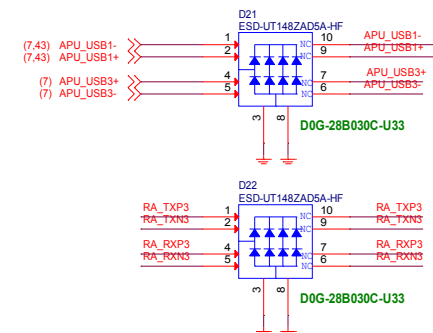 D21
ESD-UT148ZAD5A-HF
(7,43) APU_USB1- 1 10 APU_USB1-
(7,43) APU_USB1+ 2 NC 9 APU_USB1+
(7) APU_USB3+ 4 7 APU_USB3+
(7) APU_USB3- 5 NC 6 APU_USB3-
3 8
D0G-28B030C-U33
D22
ESD-UT148ZAD5A-HF
RA_TXP3 1 NC 10 RA_TXP3
RA_TXN3 2 NC 9 RA_TXN3
RA_RXP3 4 NC 7 RA_RXP3
RA_RXN3 5 NC 6 RA_RXN3
3 8
D0G-28B030C-U33